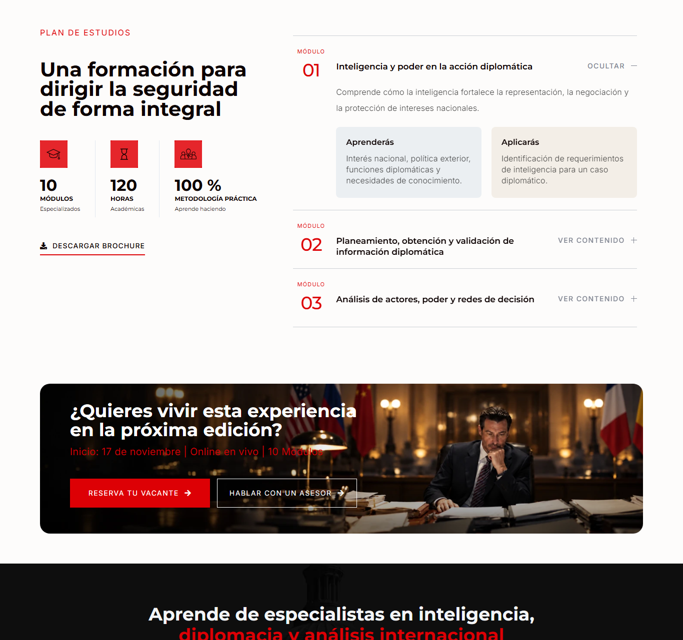 PLAN DE ESTUDIOS
Una formación para
dirigir la seguridad
de forma integral
10
MÓDULOS
Especializados
120
HORAS
Académicas
100 %
METODOLOGÍA PRÁCTICA
Aprende haciendo
DESCARGAR BROCHURE
MÓDULO
01
Inteligencia y poder en la acción diplomática
OCULTAR
Comprende cómo la inteligencia fortalece la representación, la negociación y
la protección de intereses nacionales.
Aprenderás
Interés nacional, política exterior,
funciones diplomáticas y
necesidades de conocimiento.
Aplicarás
Identificación de requerimientos
de inteligencia para un caso
diplomático.
MÓDULO
02
Planeamiento, obtención y validación de
información diplomática
VER CONTENIDO
MÓDULO
03
Análisis de actores, poder y redes de decisión
VER CONTENIDO
¿Quieres vivir esta experiencia
en la próxima edición?
Inicio: 17 de noviembre | Online en vivo | 10 Módulos
RESERVA TU VACANTE
HABLAR CON UN ASESOR
Aprende de especialistas en inteligencia,
diplomacia y análisis internacional